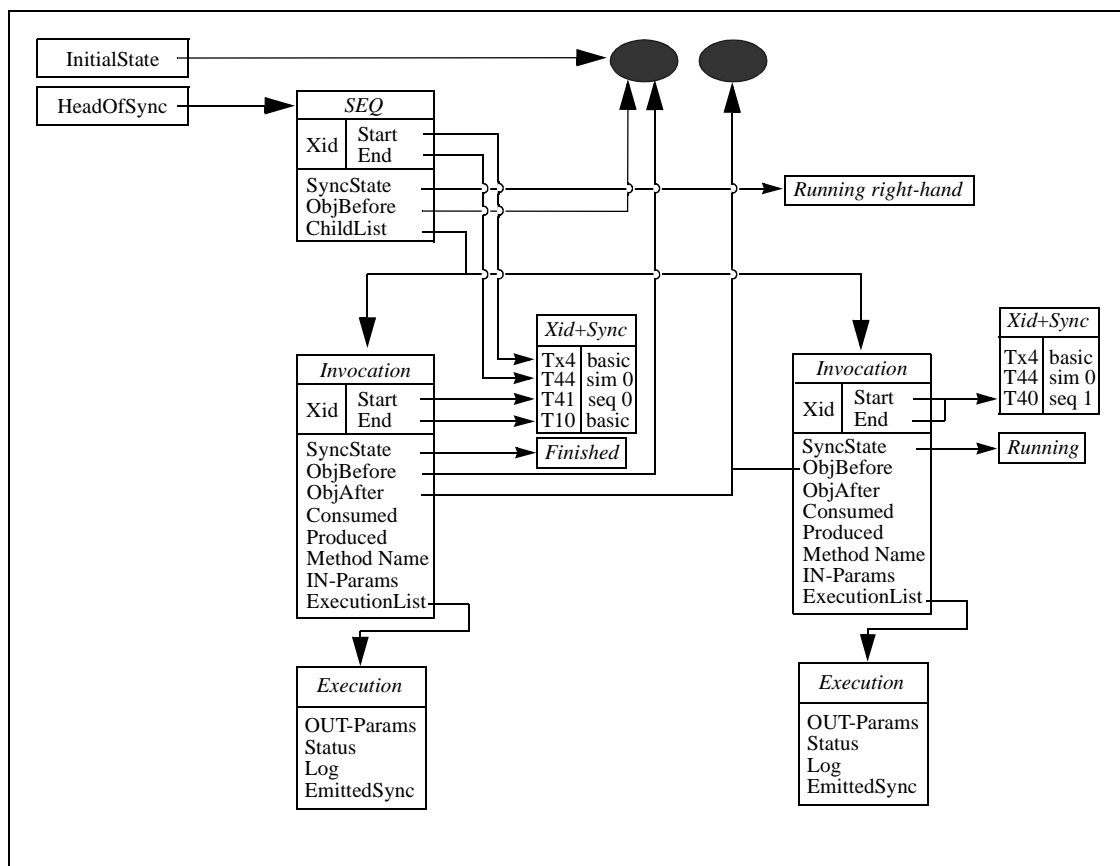 InitialState
HeadOfSync
SEQ
Xid
Start
End
SyncState
ObjBefore
ChildList
Running right-hand
Xid+Sync
Tx4 basic
T44 sim 0
T41 seq 0
T10 basic
Finished
Invocation
Xid
Start
End
SyncState
ObjBefore
ObjAfter
Consumed
Produced
Method Name
IN-Params
ExecutionList
Execution
OUT-Params
Status
Log
EmittedSync
Xid+Sync
Tx4 basic
T44 sim 0
T40 seq 1
Running
Invocation
Xid
Start
End
SyncState
ObjBefore
ObjAfter
Consumed
Produced
Method Name
IN-Params
ExecutionList
Execution
OUT-Params
Status
Log
EmittedSync